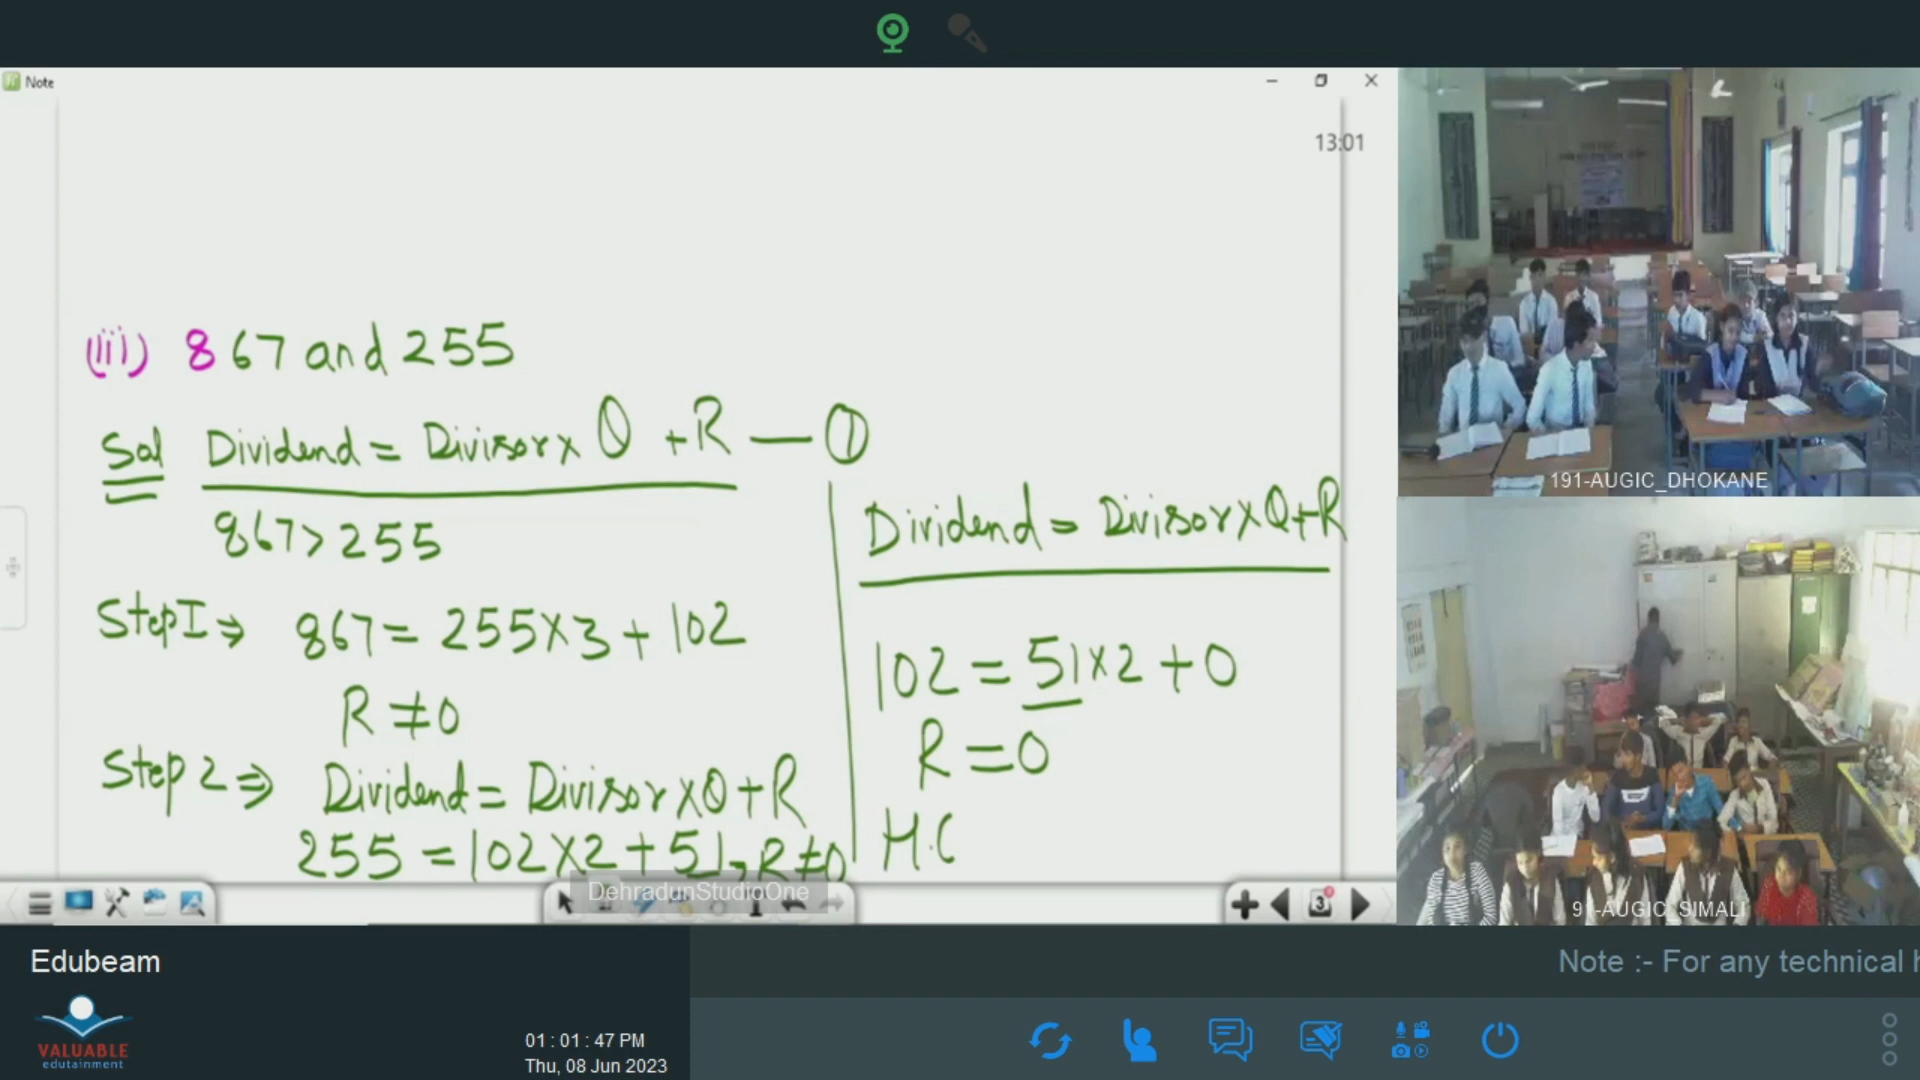 Note
13:01
(iii) 867 and 255
Sol Dividend = Divisor x Q + R — ①
867 > 255
Step I ⇒ 867 = 255 x 3 + 102
R ≠ 0
Step 2 ⇒ Dividend = Divisor x Q + R
255 = 102 x 2 + 51, R ≠ 0
Dividend = Divisor x Q + R
102 = 51 x 2 + 0
R = 0
H.C
DehradunStudioOne
3
191-AUGIC_DHOKANE
91-AUGIC_SIMALI
Edubeam
VALUABLE
edutainment
01 : 01 : 47 PM
Thu, 08 Jun 2023
Note :- For any technical h